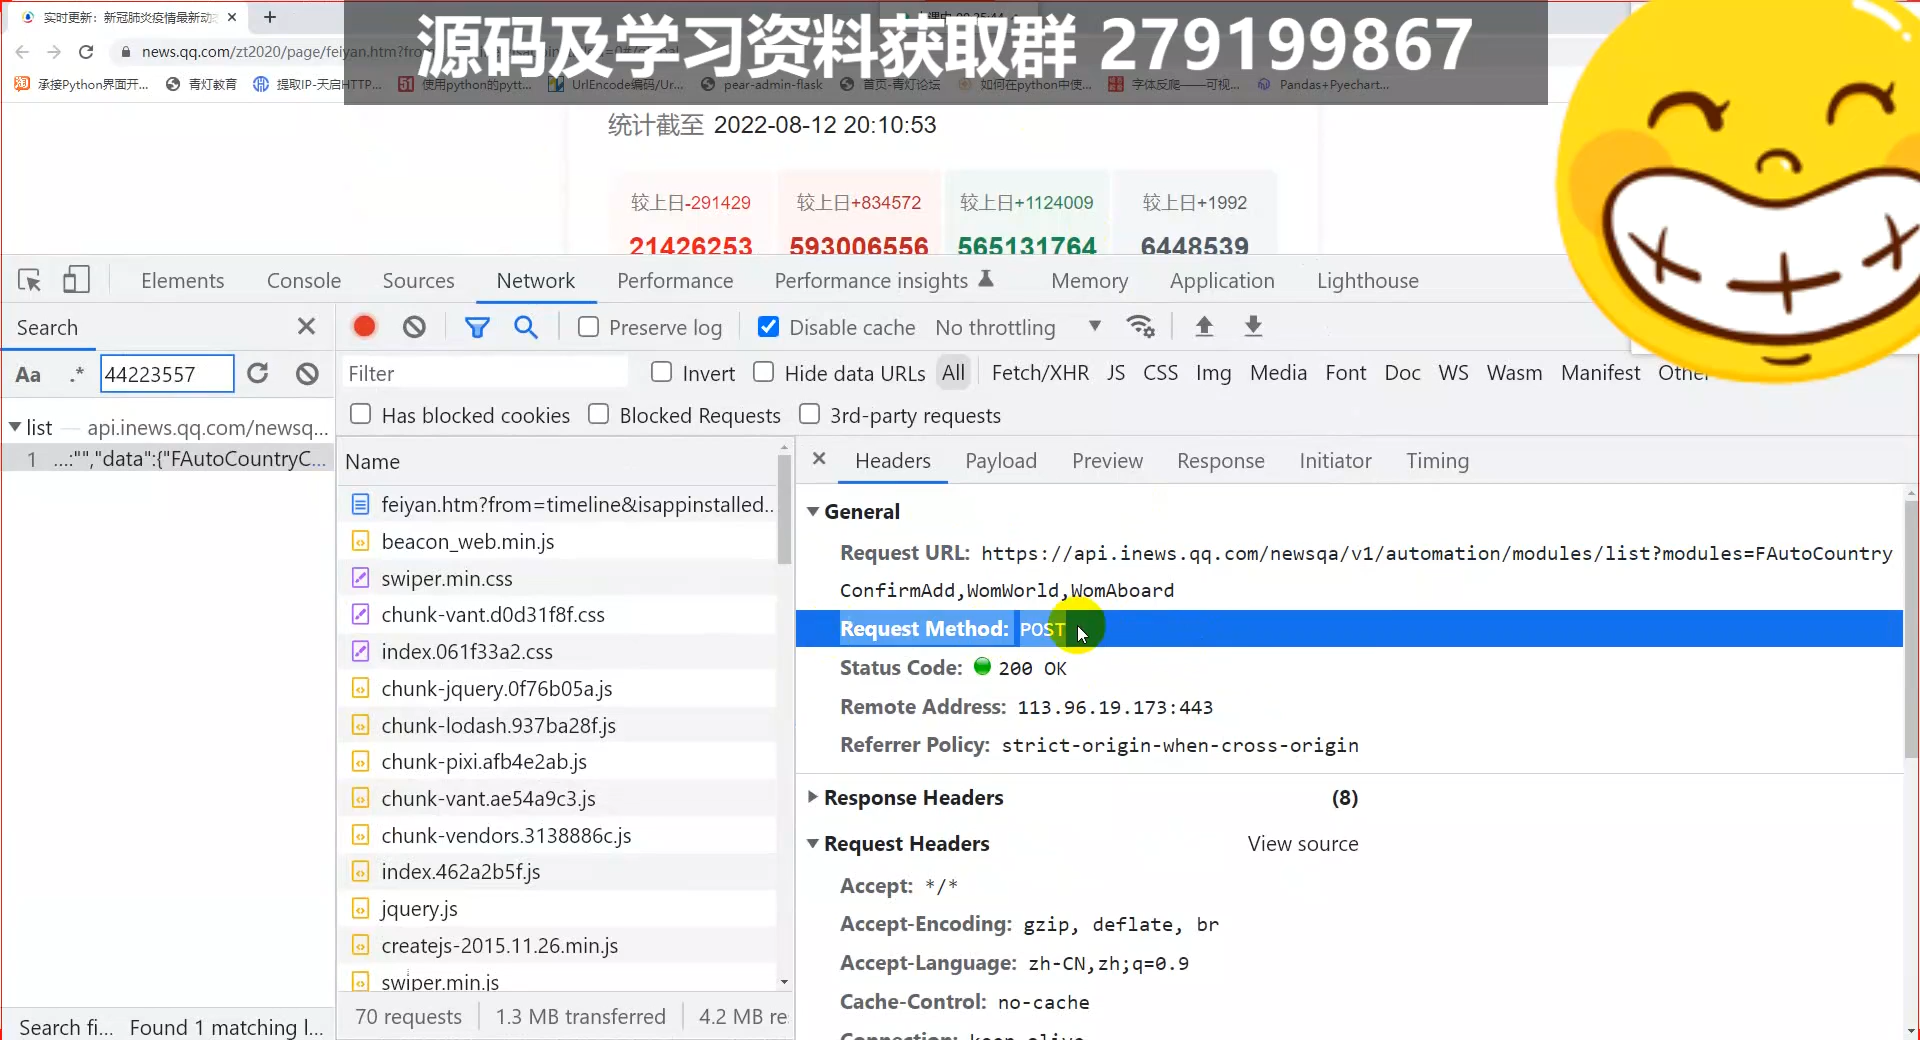 实时更新：新冠肺炎疫情最新动
源码及学习资料获取群 279199867
news.qq.com/zt2020/page/feiyan.htm?fro
承接Python界面开...
青灯教育
提取IP-天启HTTP...
使用python的pytt...
UrlEncode编码/Ur...
pear-admin-flask
首页-青灯论坛
如何在python中使...
字体反爬——可视...
Pandas+Pyechart...
统计截至 2022-08-12 20:10:53
较上日-291429 较上日+834572 较上日+1124009 较上日+1992
21426253 593006556 565131764 6448539
Elements Console Sources Network Performance Performance insights Memory Application Lighthouse
Search
Preserve log Disable cache No throttling
Aa .* 44223557
Filter Invert Hide data URLs All Fetch/XHR JS CSS Img Media Font Doc WS Wasm Manifest Other
Has blocked cookies Blocked Requests 3rd-party requests
list — api.inews.qq.com/newsq...
1 ...:"","data":{"FAutoCountryC...
Name
feiyan.htm?from=timeline&isappinstalled..
beacon_web.min.js
swiper.min.css
chunk-vant.d0d31f8f.css
index.061f33a2.css
chunk-jquery.0f76b05a.js
chunk-lodash.937ba28f.js
chunk-pixi.afb4e2ab.js
chunk-vant.ae54a9c3.js
chunk-vendors.3138886c.js
index.462a2b5f.js
jquery.js
createjs-2015.11.26.min.js
swiper.min.js
Headers Payload Preview Response Initiator Timing
General
Request URL: https://api.inews.qq.com/newsqa/v1/automation/modules/list?modules=FAutoCountry
ConfirmAdd,WomWorld,WomAboard
Request Method: POST
Status Code: 200 OK
Remote Address: 113.96.19.173:443
Referrer Policy: strict-origin-when-cross-origin
Response Headers (8)
Request Headers View source
Accept: */*
Accept-Encoding: gzip, deflate, br
Accept-Language: zh-CN,zh;q=0.9
Cache-Control: no-cache
Connection: keep-alive
Search fi... Found 1 matching l...
70 requests 1.3 MB transferred 4.2 MB re